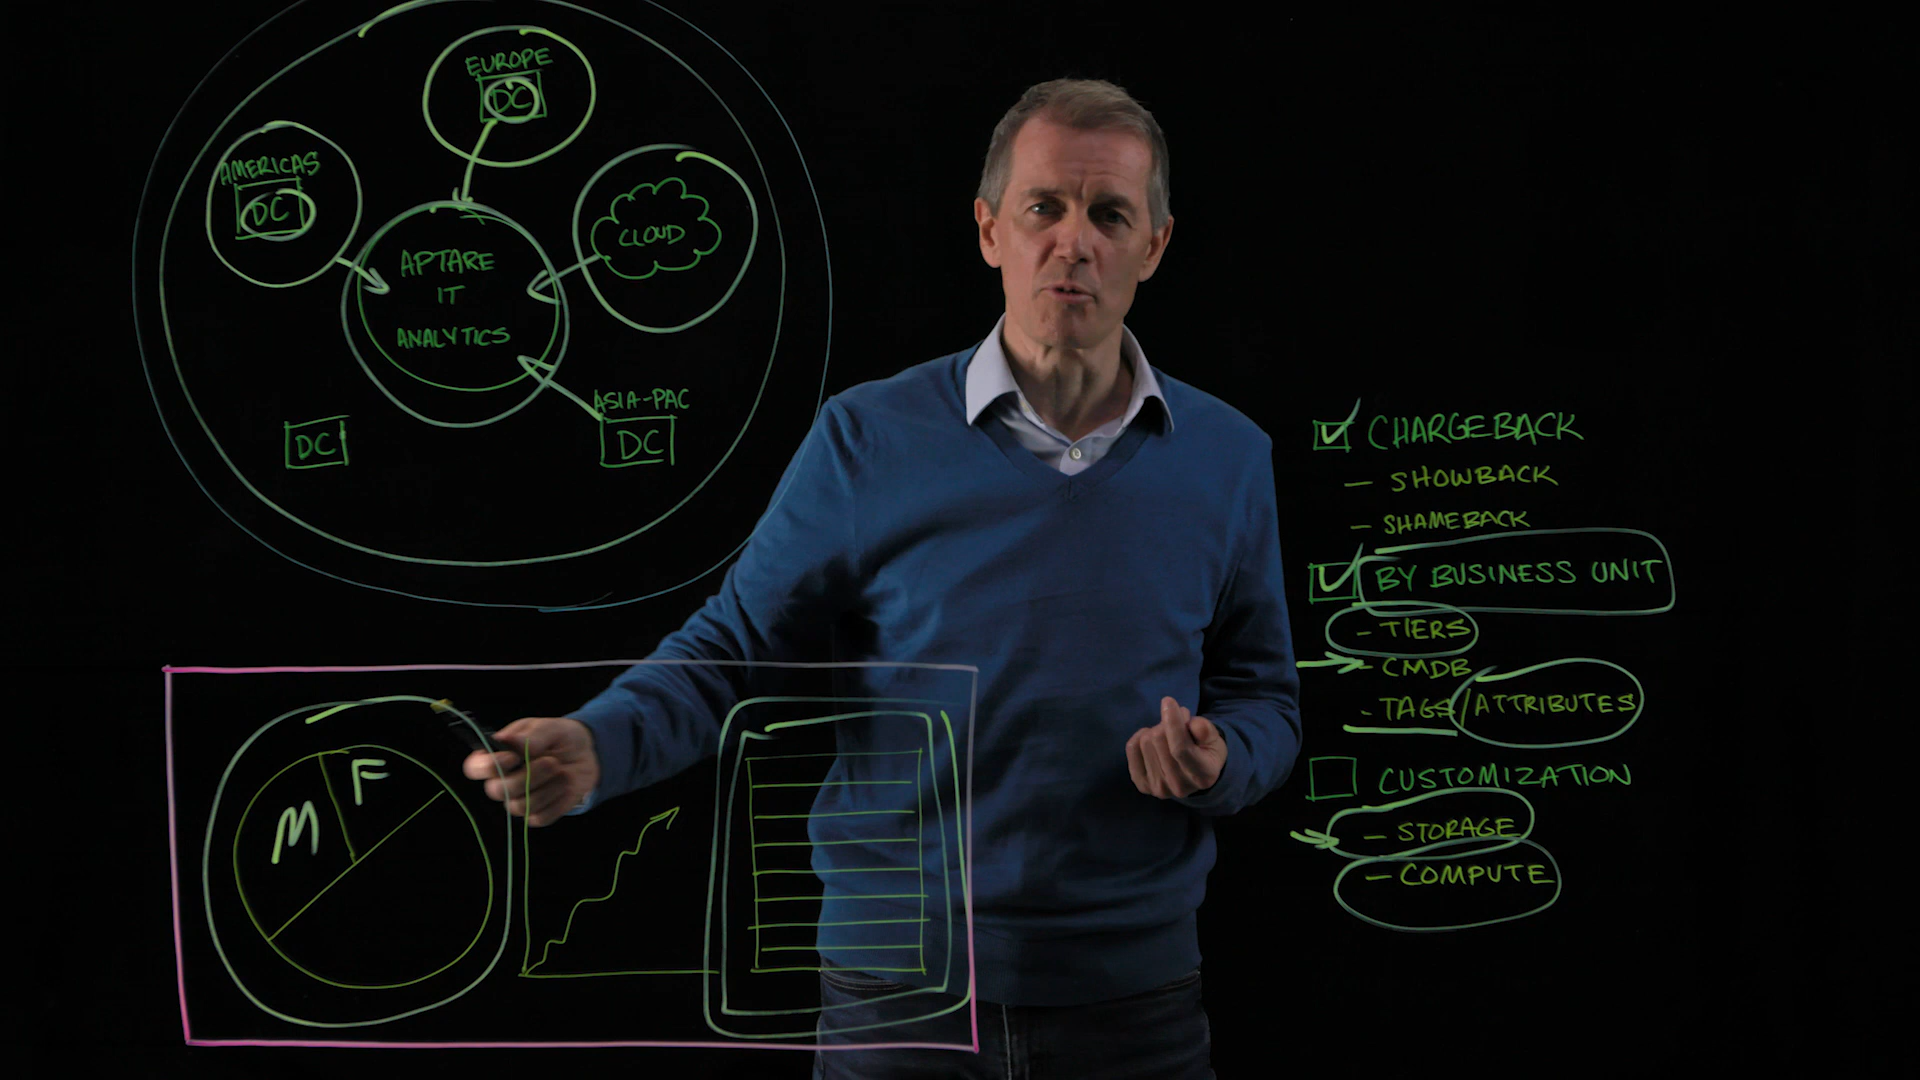 EUROPE
DC
AMERICAS
DC
CLOUD
APTARE
IT
ANALYTICS
ASIA-PAC
DC
DC
CHARGEBACK
- SHOWBACK
- SHAMEBACK
BY BUSINESS UNIT
- TIERS
- CMDB
- TAGS/ATTRIBUTES
CUSTOMIZATION
- STORAGE
- COMPUTE
M F